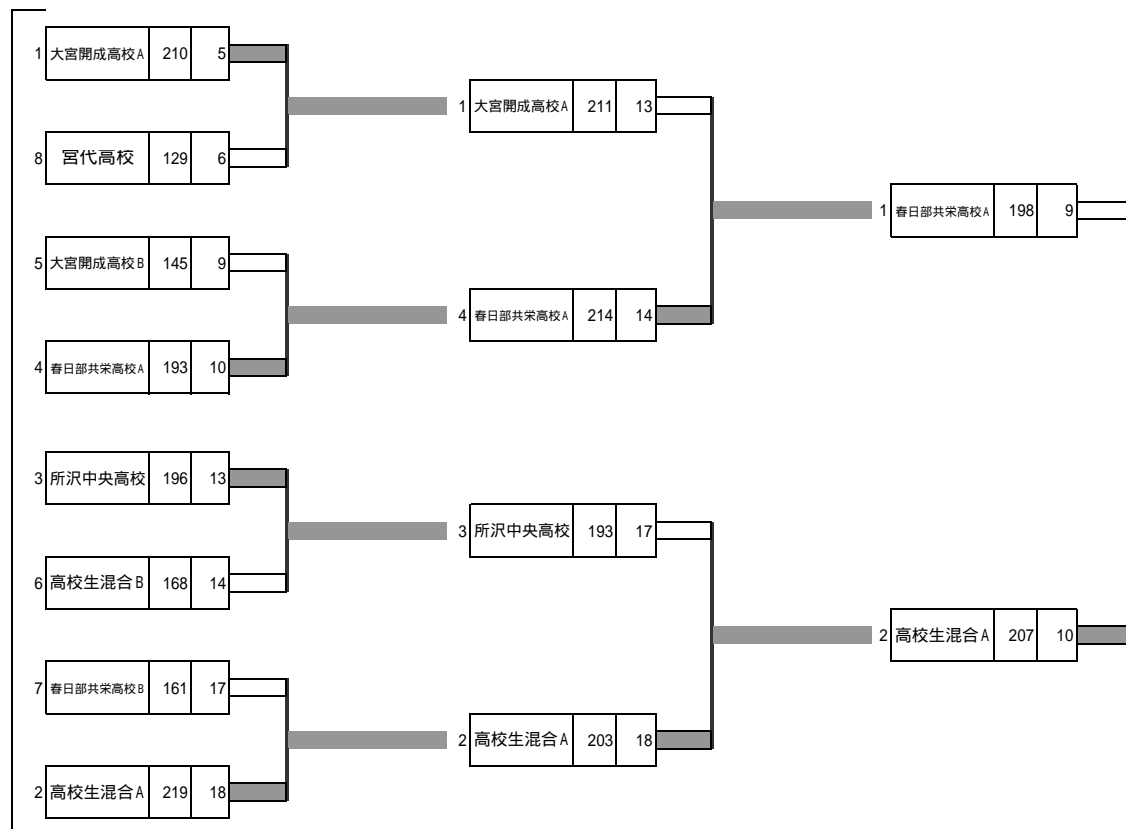 1 大宮開成高校A 210 5
8 宮代高校 129 6
5 大宮開成高校B 145 9
4 春日部共栄高校A 193 10
3 所沢中央高校 196 13
6 高校生混合B 168 14
7 春日部共栄高校B 161 17
2 高校生混合A 219 18
1 大宮開成高校A 211 13
4 春日部共栄高校A 214 14
3 所沢中央高校 193 17
2 高校生混合A 203 18
1 春日部共栄高校A 198 9
2 高校生混合A 207 10